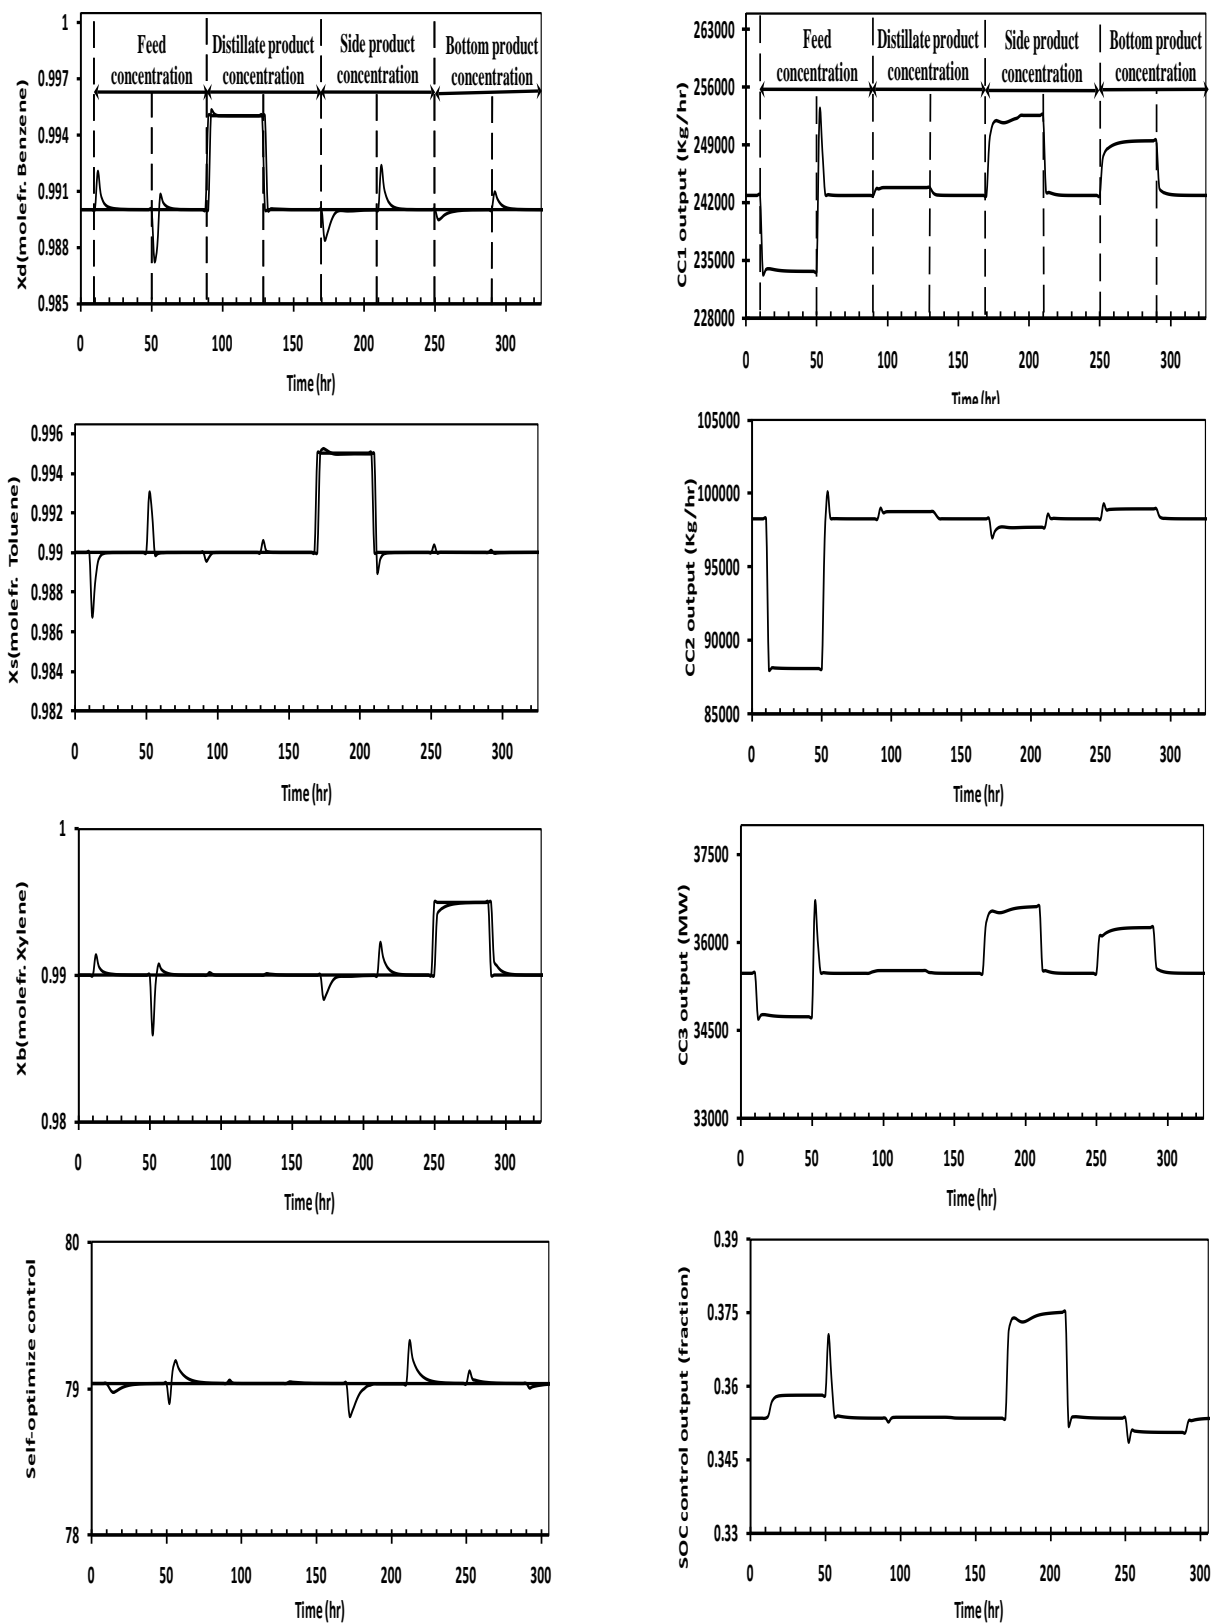 Xd(molefr. Benzene)
1
0.997
0.994
0.991
0.988
0.985
Feed concentration
Distillate product concentration
Side product concentration
Bottom product concentration
0 50 100 150 200 250 300
Time (hr)
CC1 output (Kg/hr)
263000
256000
249000
242000
235000
228000
Feed concentration
Distillate product concentration
Side product concentration
Bottom product concentration
0 50 100 150 200 250 300
Time (hr)
Xs(molefr. Toluene)
0.996
0.994
0.992
0.99
0.988
0.986
0.984
0.982
0 50 100 150 200 250 300
Time (hr)
CC2 output (Kg/hr)
105000
100000
95000
90000
85000
0 50 100 150 200 250 300
Time (hr)
Xb(molefr. Xylene)
1
0.99
0.98
0 50 100 150 200 250 300
Time (hr)
CC3 output (MW)
37500
36000
34500
33000
0 50 100 150 200 250 300
Time (hr)
Self-optimize control
80
79
78
0 50 100 150 200 250 300
Time (hr)
SOC control output (fraction)
0.39
0.375
0.36
0.345
0.33
0 50 100 150 200 250 300
Time (hr)